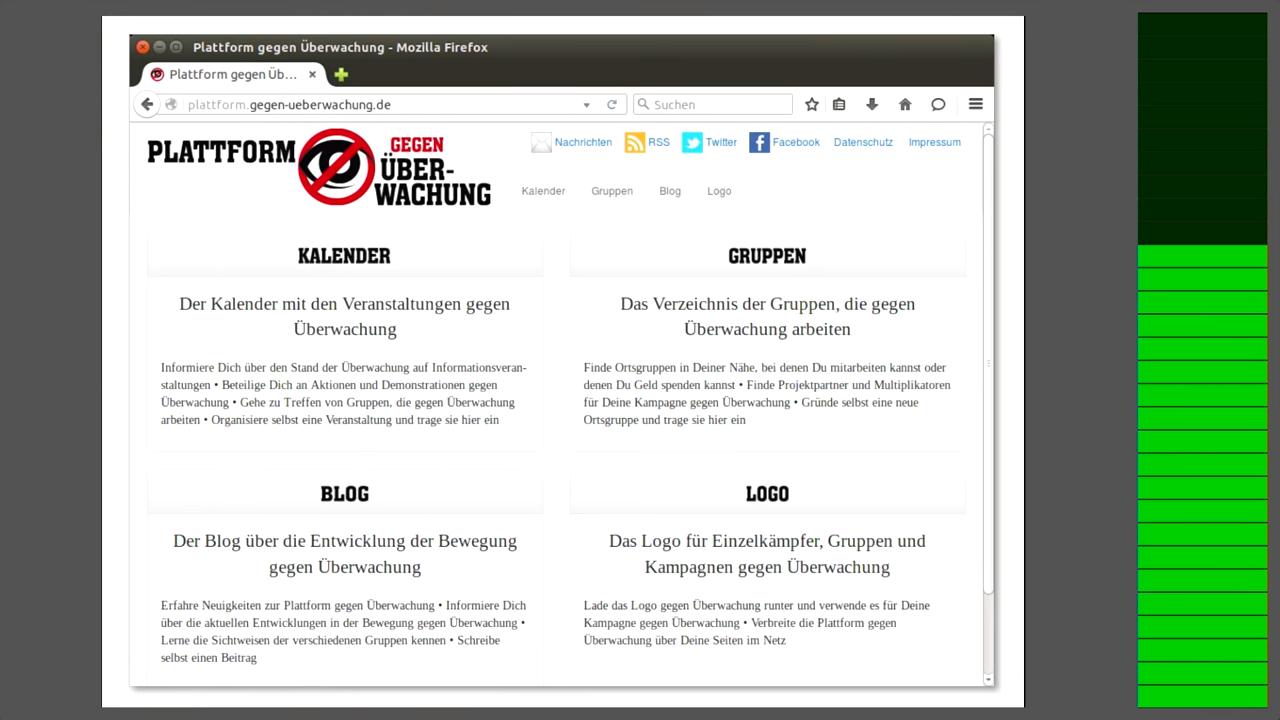 Plattform gegen Überwachung - Mozilla Firefox
Plattform gegen Üb...
plattform.gegen-ueberwachung.de
Suchen
PLATTFORM GEGEN ÜBER-WACHUNG
Nachrichten RSS Twitter Facebook Datenschutz Impressum
Kalender Gruppen Blog Logo
KALENDER
Der Kalender mit den Veranstaltungen gegen
Überwachung
Informiere Dich über den Stand der Überwachung auf Informationsveran-
staltungen • Beteilige Dich an Aktionen und Demonstrationen gegen
Überwachung • Gehe zu Treffen von Gruppen, die gegen Überwachung
arbeiten • Organisiere selbst eine Veranstaltung und trage sie hier ein
GRUPPEN
Das Verzeichnis der Gruppen, die gegen
Überwachung arbeiten
Finde Ortsgruppen in Deiner Nähe, bei denen Du mitarbeiten kannst oder
denen Du Geld spenden kannst • Finde Projektpartner und Multiplikatoren
für Deine Kampagne gegen Überwachung • Gründe selbst eine neue
Ortsgruppe und trage sie hier ein
BLOG
Der Blog über die Entwicklung der Bewegung
gegen Überwachung
Erfahre Neuigkeiten zur Plattform gegen Überwachung • Informiere Dich
über die aktuellen Entwicklungen in der Bewegung gegen Überwachung •
Lerne die Sichtweisen der verschiedenen Gruppen kennen • Schreibe
selbst einen Beitrag
LOGO
Das Logo für Einzelkämpfer, Gruppen und
Kampagnen gegen Überwachung
Lade das Logo gegen Überwachung runter und verwende es für Deine
Kampagne gegen Überwachung • Verbreite die Plattform gegen
Überwachung über Deine Seiten im Netz